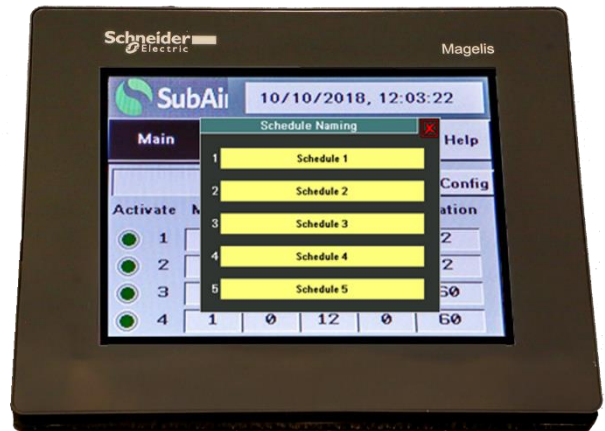 Schneider
Electric
Magelis
SubAi
10/10/2018, 12:03:22
Main
Schedule Naming
X
Help
1 Schedule 1
2 Schedule 2
Config
Activate M ation
3 Schedule 3
1 2
4 Schedule 4
2 2
5 Schedule 5
3 60
4 1 0 12 0 60